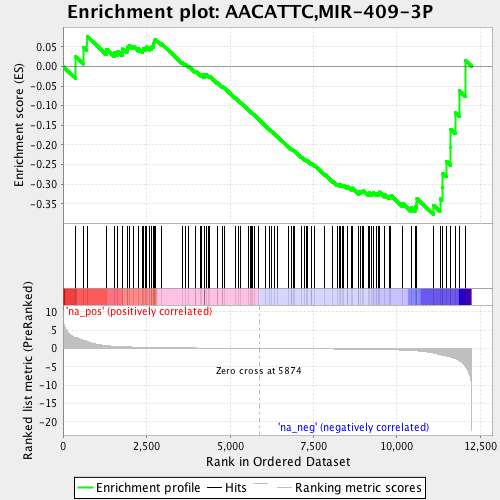 Enrichment plot: AACATTC,MIR-409-3P
Enrichment score (ES)
0.05
0.00
-0.05
-0.10
-0.15
-0.20
-0.25
-0.30
-0.35
'na_pos' (positively correlated)
Ranked list metric (PreRanked)
10
5
0
-5
-10
-15
-20
Zero cross at 5874
'na_neg' (negatively correlated)
0
2,500
5,000
7,500
10,000
12,500
Rank in Ordered Dataset
Enrichment profile
Hits
Ranking metric scores